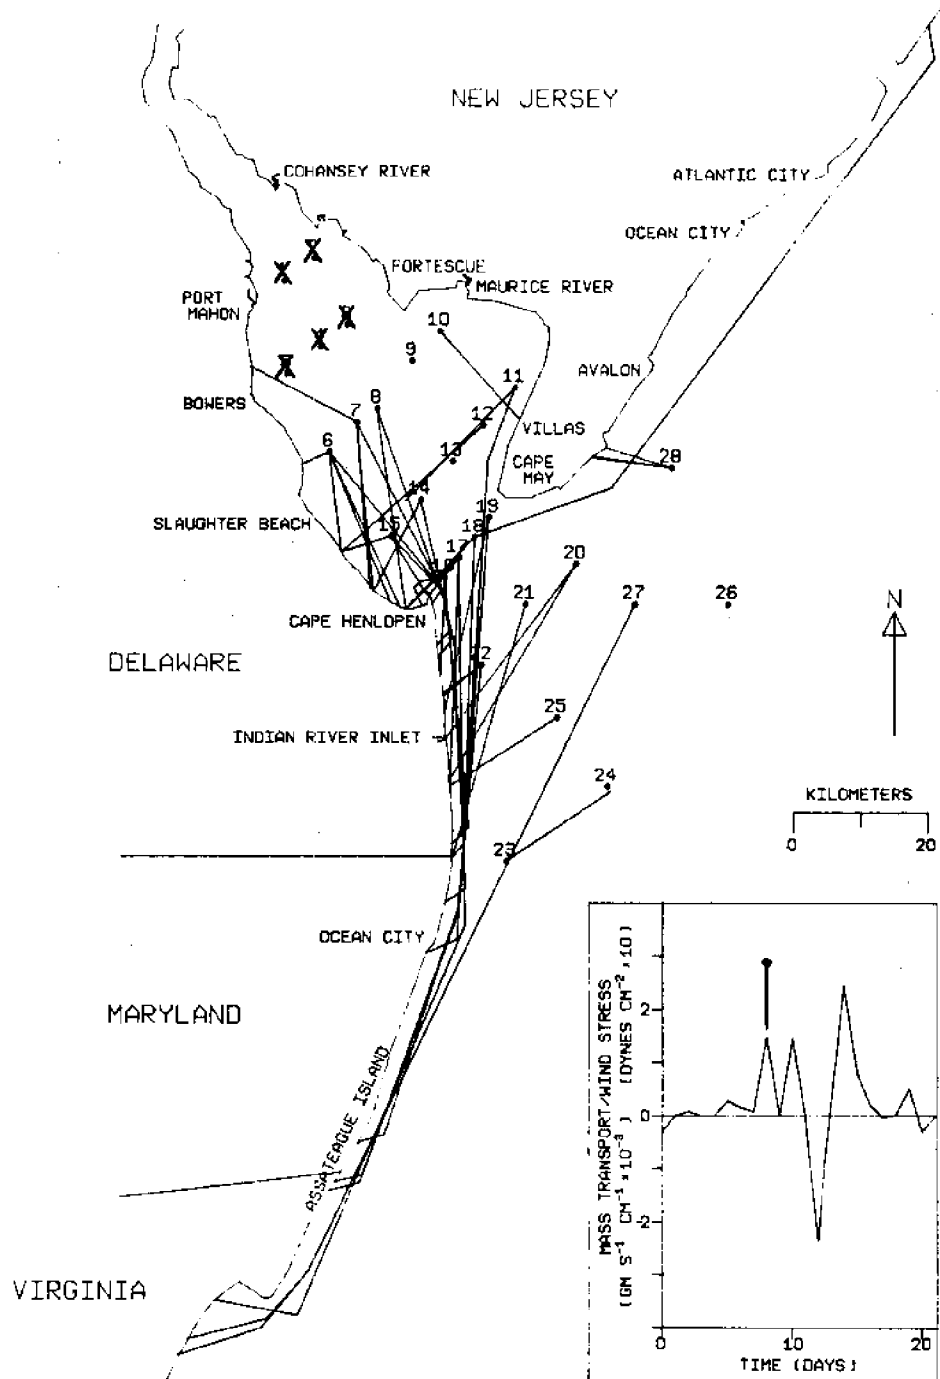 NEW JERSEY
COHANSEY RIVER
ATLANTIC CITY
OCEAN CITY
FORTESCUE
MAURICE RIVER
PORT
MAHON
10
9
AVALON
11
BOWERS
8
7
12
VILLAS
6
13
CAPE
MAY
28
14
SLAUGHTER BEACH
15
19
18
17
20
21
27
26
N
CAPE HENLOPEN
DELAWARE
2
25
INDIAN RIVER INLET
24
KILOMETERS
0
20
23
OCEAN CITY
MARYLAND
ASSATEAGUE ISLAND
VIRGINIA
MASS TRANSPORT/WIND STRESS
(GM S-1 CM-1 x10-3) (DYNES CM-2 ,10)
2
0
-2
0
10
20
TIME (DAYS)